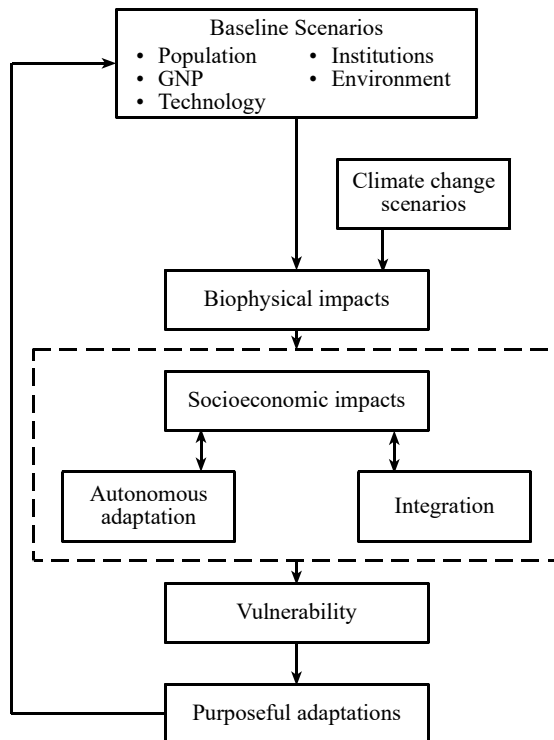 Baseline Scenarios
• Population
• Institutions
• GNP
• Environment
• Technology
Climate change
scenarios
Biophysical impacts
Socioeconomic impacts
Autonomous
adaptation
Integration
Vulnerability
Purposeful adaptations